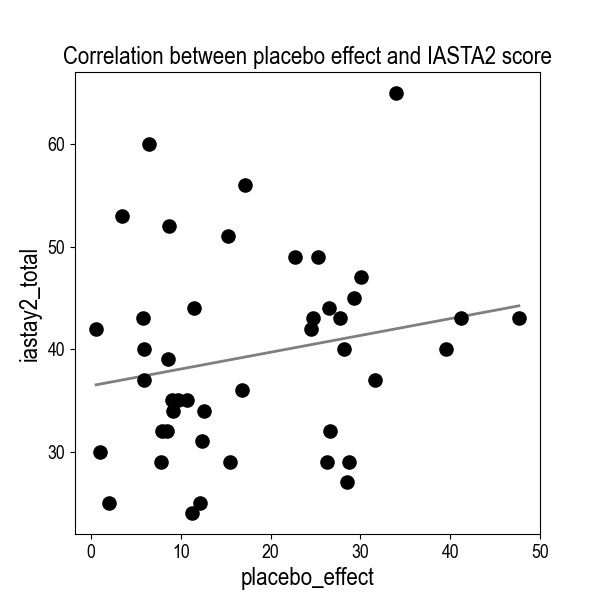 Correlation between placebo effect and IASTA2 score
60
50
40
30
iastay2_total
0 10 20 30 40 50
placebo_effect